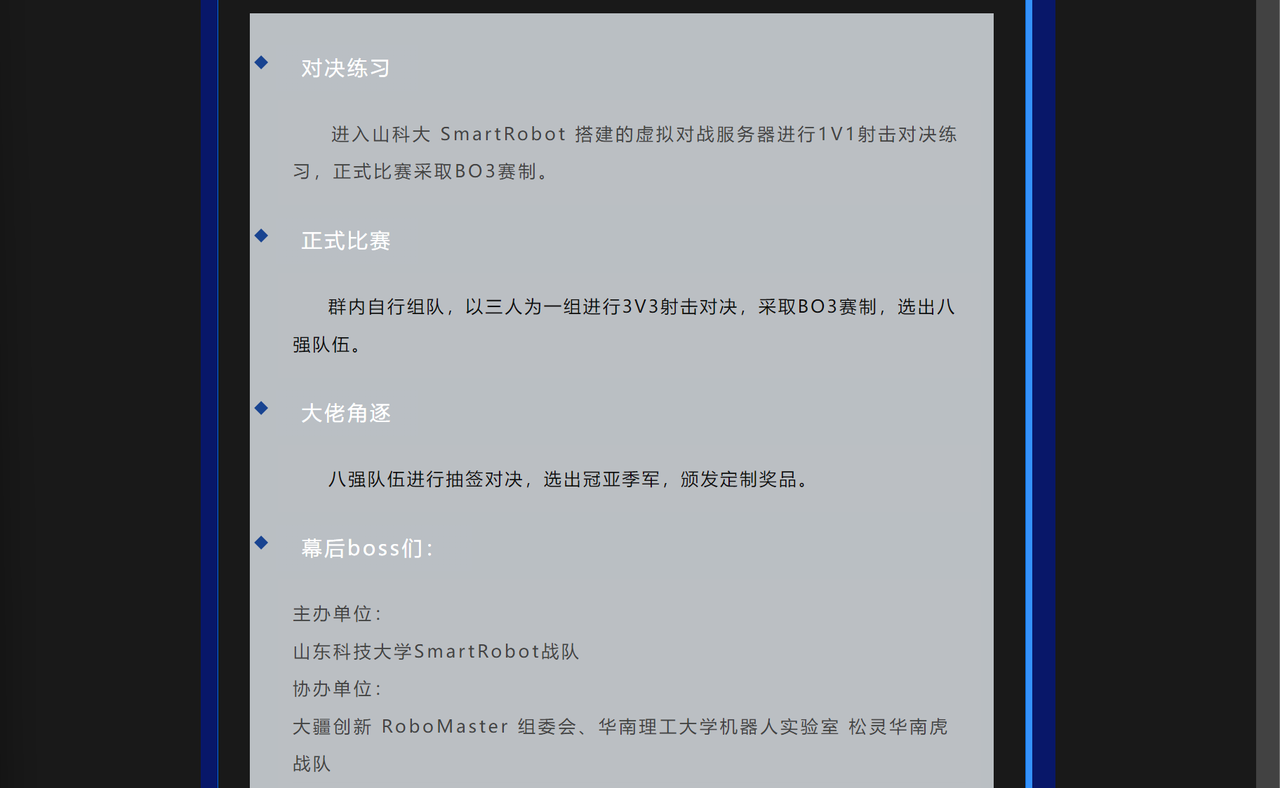 对决练习
进入山科大 SmartRobot 搭建的虚拟对战服务器进行1V1射击对决练
习，正式比赛采取BO3赛制。
正式比赛
群内自行组队，以三人为一组进行3V3射击对决，采取BO3赛制，选出八
强队伍。
大佬角逐
八强队伍进行抽签对决，选出冠亚季军，颁发定制奖品。
幕后boss们：
主办单位：
山东科技大学SmartRobot战队
协办单位：
大疆创新 RoboMaster 组委会、华南理工大学机器人实验室 松灵华南虎
战队